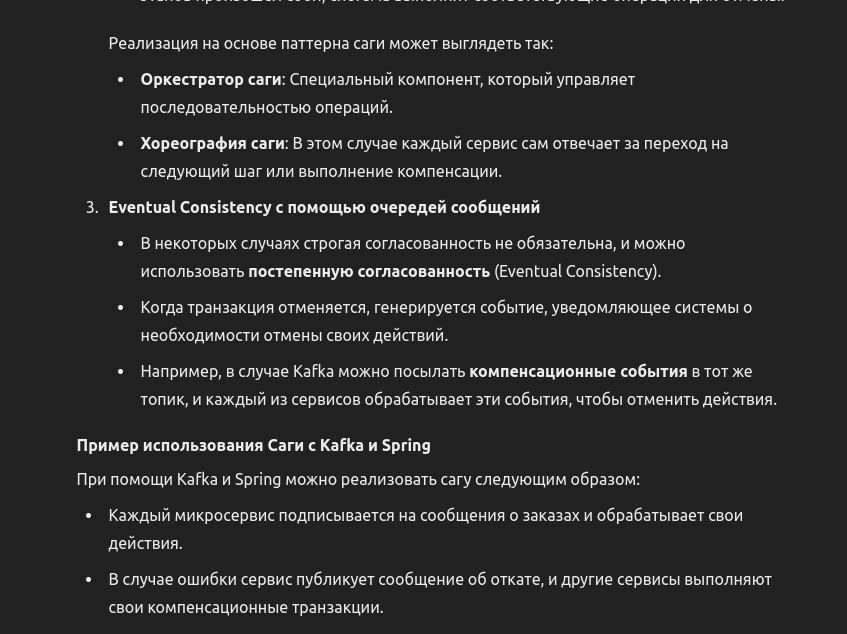 Реализация на основе паттерна саги может выглядеть так:
• Оркестратор саги: Специальный компонент, который управляет
последовательностью операций.
• Хореография саги: В этом случае каждый сервис сам отвечает за переход на
следующий шаг или выполнение компенсации.
3. Eventual Consistency с помощью очередей сообщений
• В некоторых случаях строгая согласованность не обязательна, и можно
использовать постепенную согласованность (Eventual Consistency).
• Когда транзакция отменяется, генерируется событие, уведомляющее системы о
необходимости отмены своих действий.
• Например, в случае Kafka можно посылать компенсационные события в тот же
топик, и каждый из сервисов обрабатывает эти события, чтобы отменить действия.
Пример использования Саги с Kafka и Spring
При помощи Kafka и Spring можно реализовать сагу следующим образом:
• Каждый микросервис подписывается на сообщения о заказах и обрабатывает свои
действия.
• В случае ошибки сервис публикует сообщение об откате, и другие сервисы выполняют
свои компенсационные транзакции.